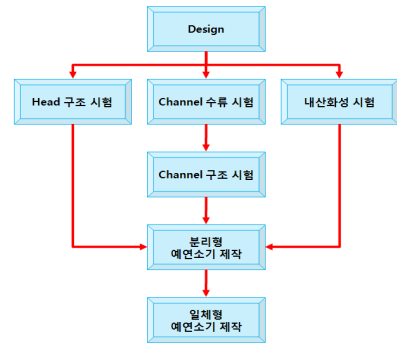 Design
Head 구조 시험
Channel 수류 시험
내산화성 시험
Channel 구조 시험
분리형
예연소기 제작
일체형
예연소기 제작